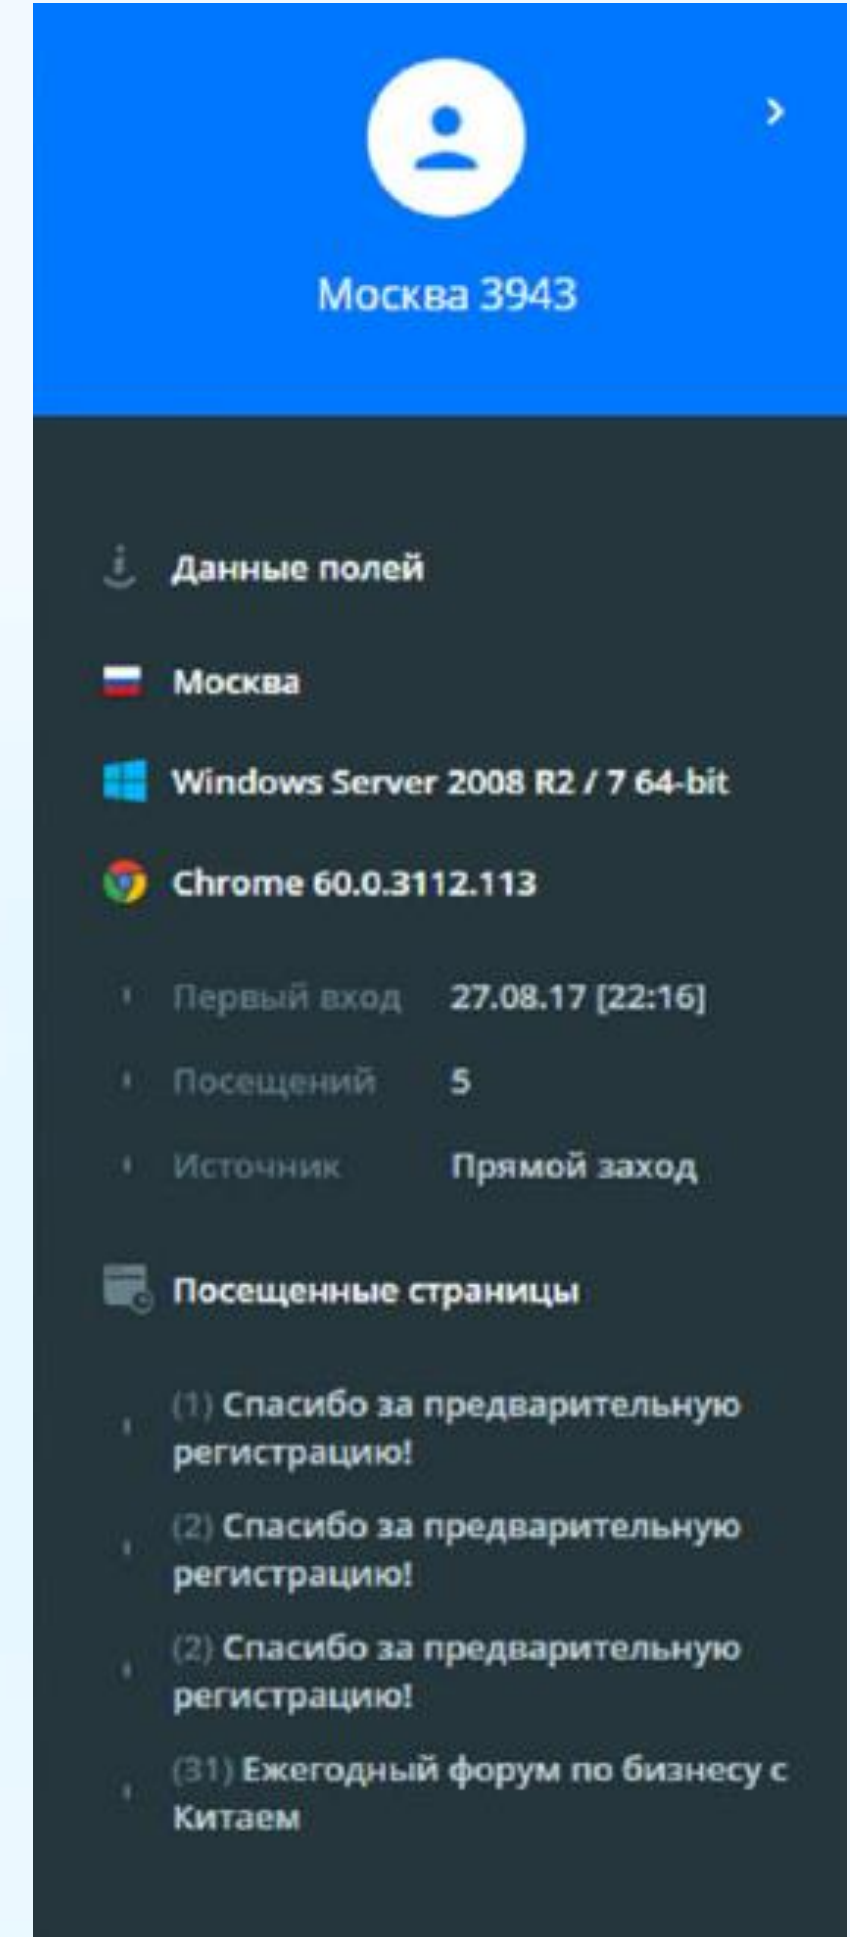 Москва 3943
Данные полей
Москва
Windows Server 2008 R2 / 7 64-bit
Chrome 60.0.3112.113
Первый вход 27.08.17 [22:16]
Посещений 5
Источник Прямой заход
Посещенные страницы
(1) Спасибо за предварительную
регистрацию!
(2) Спасибо за предварительную
регистрацию!
(2) Спасибо за предварительную
регистрацию!
(31) Ежегодный форум по бизнесу с
Китаем